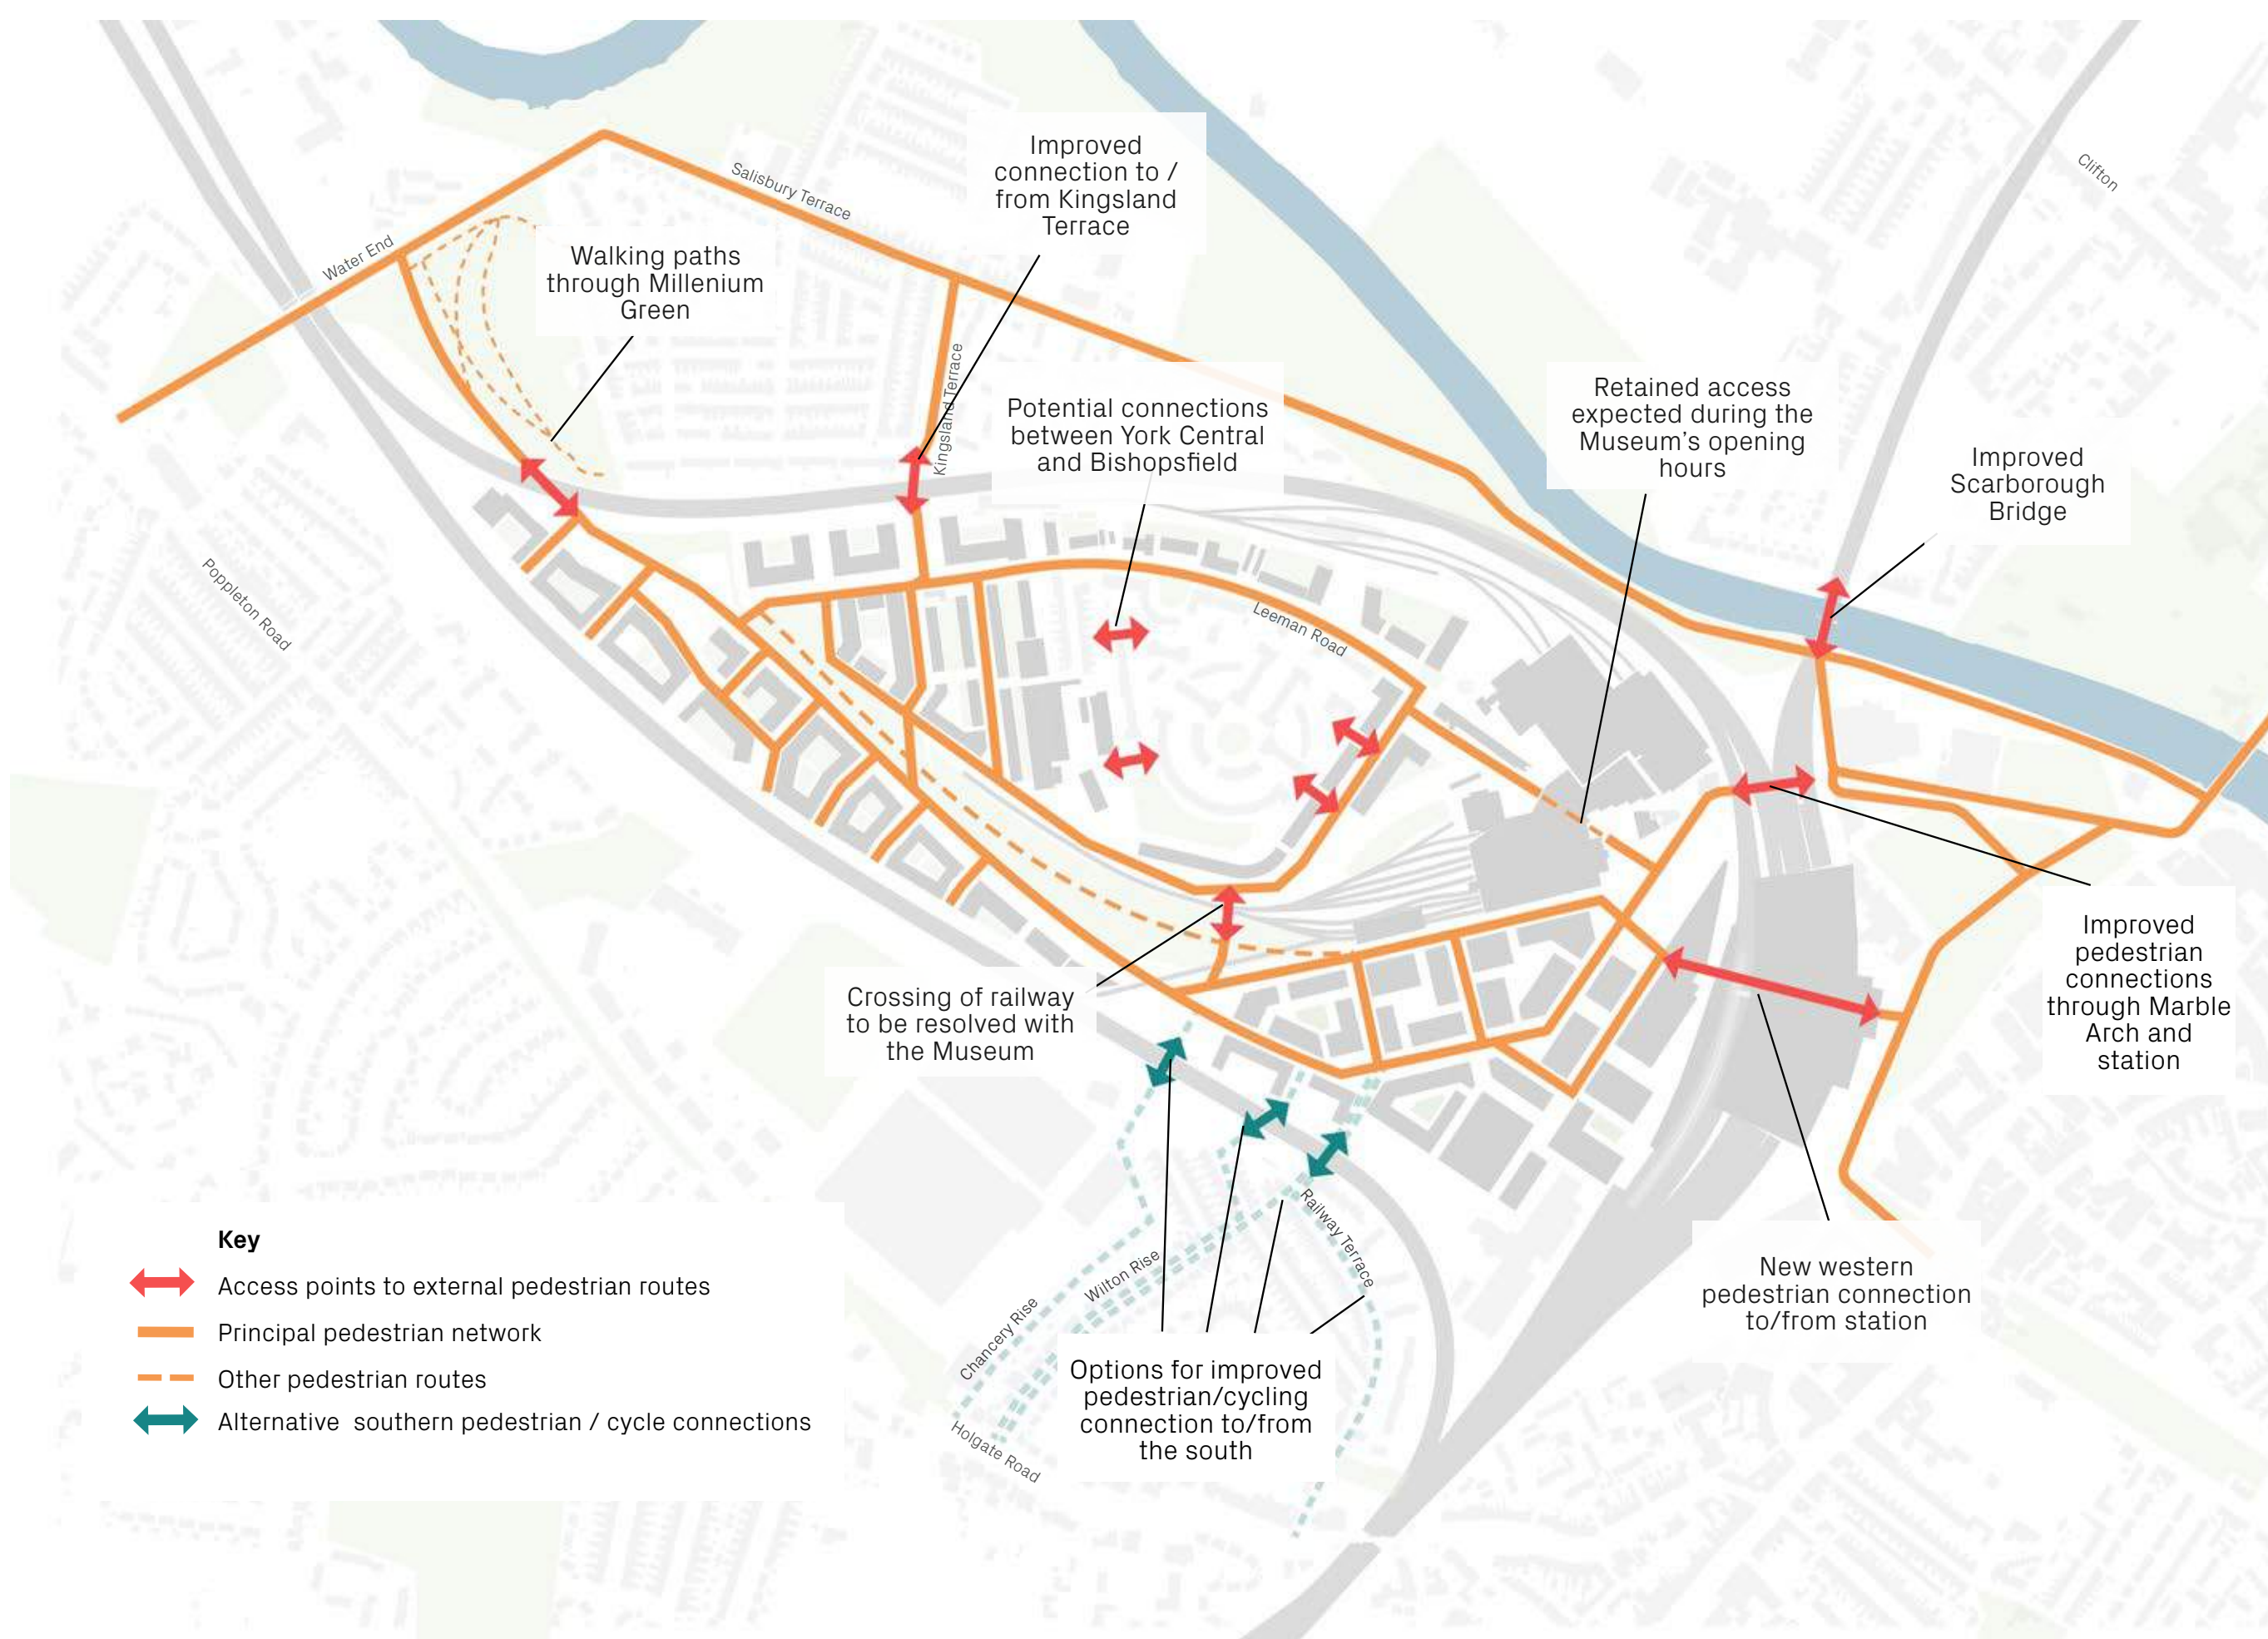 Improved
connection to /
from Kingsland
Terrace
Clifton
Salisbury Terrace
Water End
Walking paths
through Millenium
Green
Kingsland Terrace
Potential connections
between York Central
and Bishopsfield
Retained access
expected during the
Museum's opening
hours
Improved
Scarborough
Bridge
Poppleton Road
Leeman Road
Improved
pedestrian
connections
through Marble
Arch and
station
Crossing of railway
to be resolved with
the Museum
Railway Terrace
Wilton Rise
Chancery Rise
Holgate Road
New western
pedestrian connection
to/from station
Options for improved
pedestrian/cycling
connection to/from
the south
Key
Access points to external pedestrian routes
Principal pedestrian network
Other pedestrian routes
Alternative  southern pedestrian / cycle connections